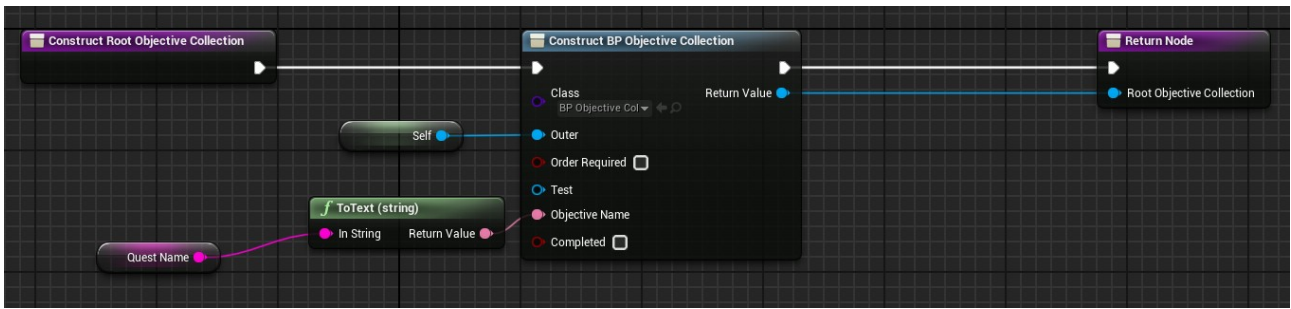 Construct Root Objective Collection
Construct BP Objective Collection
Return Node
Class
BP Objective Col
Return Value
Root Objective Collection
Self
Outer
Order Required
Test
f ToText (string)
Objective Name
In String
Return Value
Completed
Quest Name